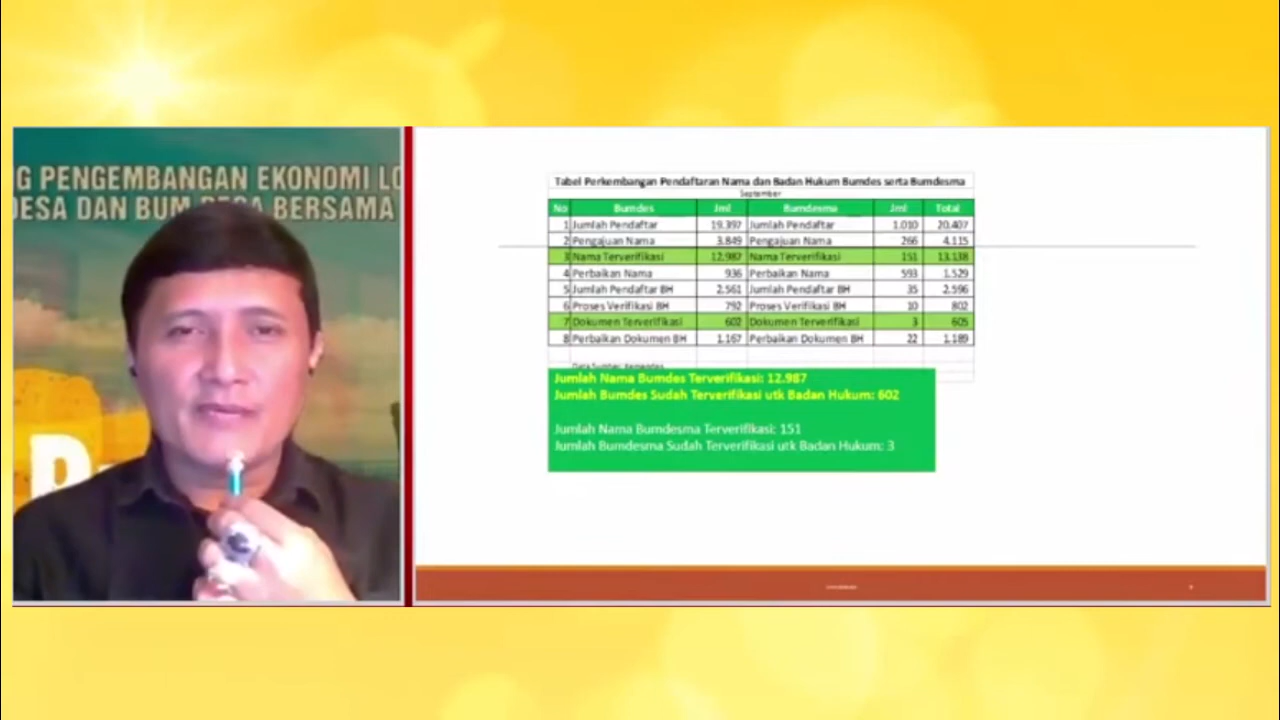 G PENGEMBANGAN EKONOMI LO
DESA DAN BUM DESA BERSAMA
Tabel Perkembangan Pendaftaran Nama dan Badan Hukum Bumdes serta Bumdesma
September
No Bumdes Jml Bumdesma Jml Total
1 Jumlah Pendaftar 19.397 Jumlah Pendaftar 1.010 20.407
2 Pengajuan Nama 3.849 Pengajuan Nama 266 4.115
3 Nama Terverifikasi 12.987 Nama Terverifikasi 151 13.138
4 Perbaikan Nama 936 Perbaikan Nama 593 1.529
5 Jumlah Pendaftar BH 2.561 Jumlah Pendaftar BH 35 2.596
6 Proses Verifikasi BH 792 Proses Verifikasi BH 10 802
7 Dokumen Terverifikasi 602 Dokumen Terverifikasi 3 605
8 Perbaikan Dokumen BH 1.167 Perbaikan Dokumen BH 22 1.189
Data Sumber: Kemendes
Jumlah Nama Bumdes Terverifikasi: 12.987
Jumlah Bumdes Sudah Terverifikasi utk Badan Hukum: 602
Jumlah Nama Bumdesma Terverifikasi: 151
Jumlah Bumdesma Sudah Terverifikasi utk Badan Hukum: 3